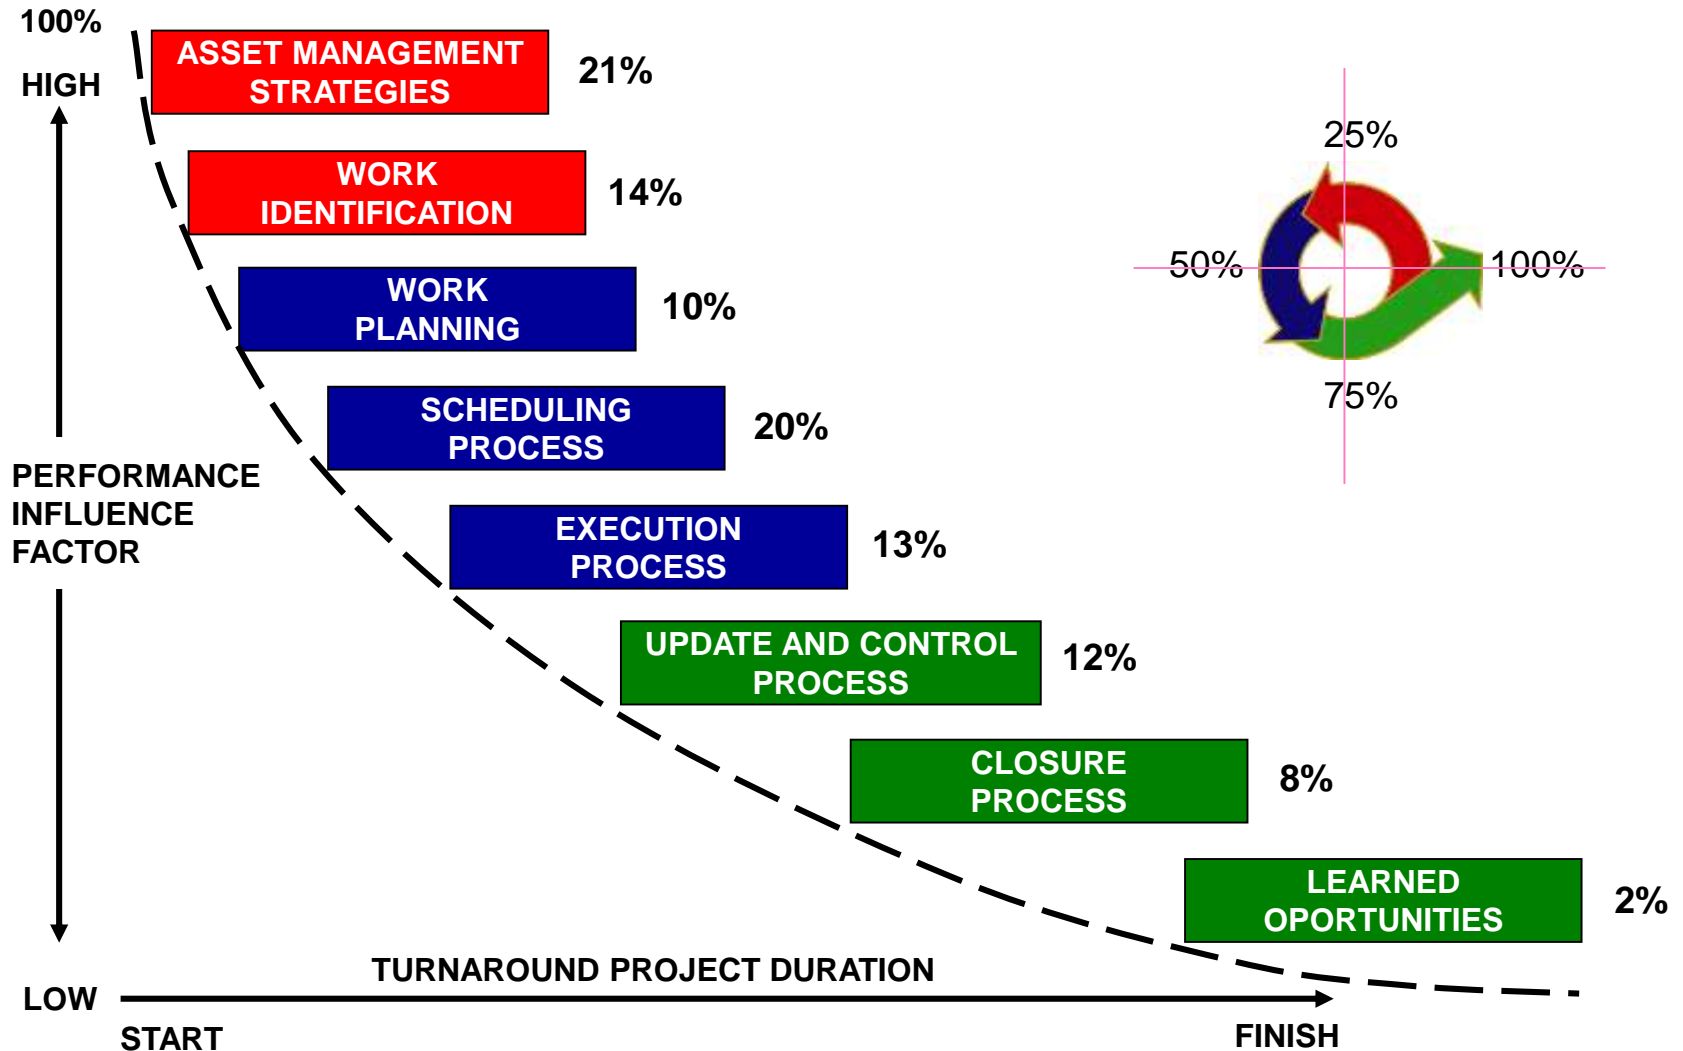 100%
HIGH
ASSET MANAGEMENT
STRATEGIES
21%
25%
WORK
IDENTIFICATION
14%
50%
100%
WORK
PLANNING
10%
75%
SCHEDULING
PROCESS
20%
PERFORMANCE
INFLUENCE
FACTOR
EXECUTION
PROCESS
13%
UPDATE AND CONTROL
PROCESS
12%
CLOSURE
PROCESS
8%
LEARNED
OPORTUNITIES
2%
TURNAROUND PROJECT DURATION
LOW
START
FINISH